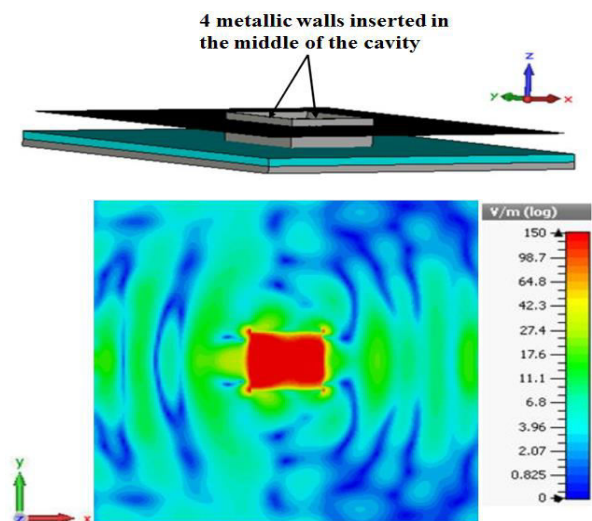 4 metallic walls inserted in
the middle of the cavity
z
y
x
V/m (log)
150
98.7
64.8
42.3
27.4
17.6
11.1
6.8
3.96
2.07
0.825
0
y
z
x